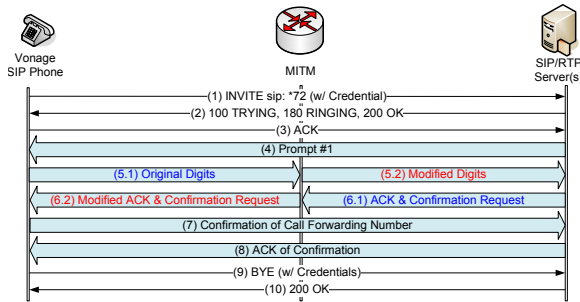 Vonage
SIP Phone
MITM
SIP/RTP
Server(s
(1) INVITE sip: *72 (w/ Credential)
(2) 100 TRYING, 180 RINGING, 200 OK
(3) ACK
(4) Prompt #1
(5.1) Original Digits
(5.2) Modified Digits
(6.2) Modified ACK & Confirmation Request
(6.1) ACK & Confirmation Request
(7) Confirmation of Call Forwarding Number
(8) ACK of Confirmation
(9) BYE (w/ Credentials)
(10) 200 OK